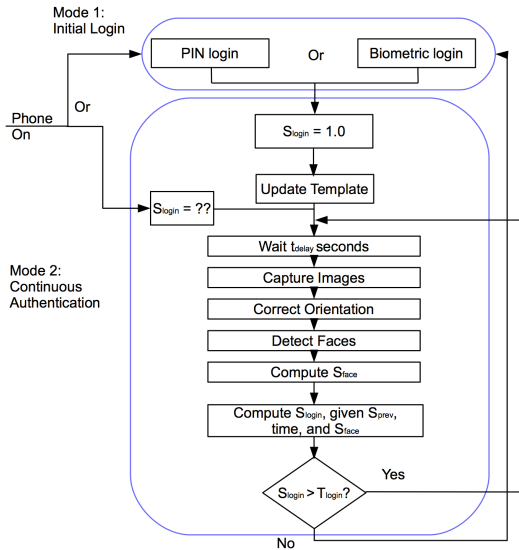 Mode 1:
Initial Login
PIN login
Or
Biometric login
Or
Phone
On
Slogin = 1.0
Update Template
Slogin = ??
Wait tdelay seconds
Mode 2:
Continuous
Authentication
Capture Images
Correct Orientation
Detect Faces
Compute Sface
Compute Slogin, given Sprev,
time, and Sface
Slogin > Tlogin?
Yes
No